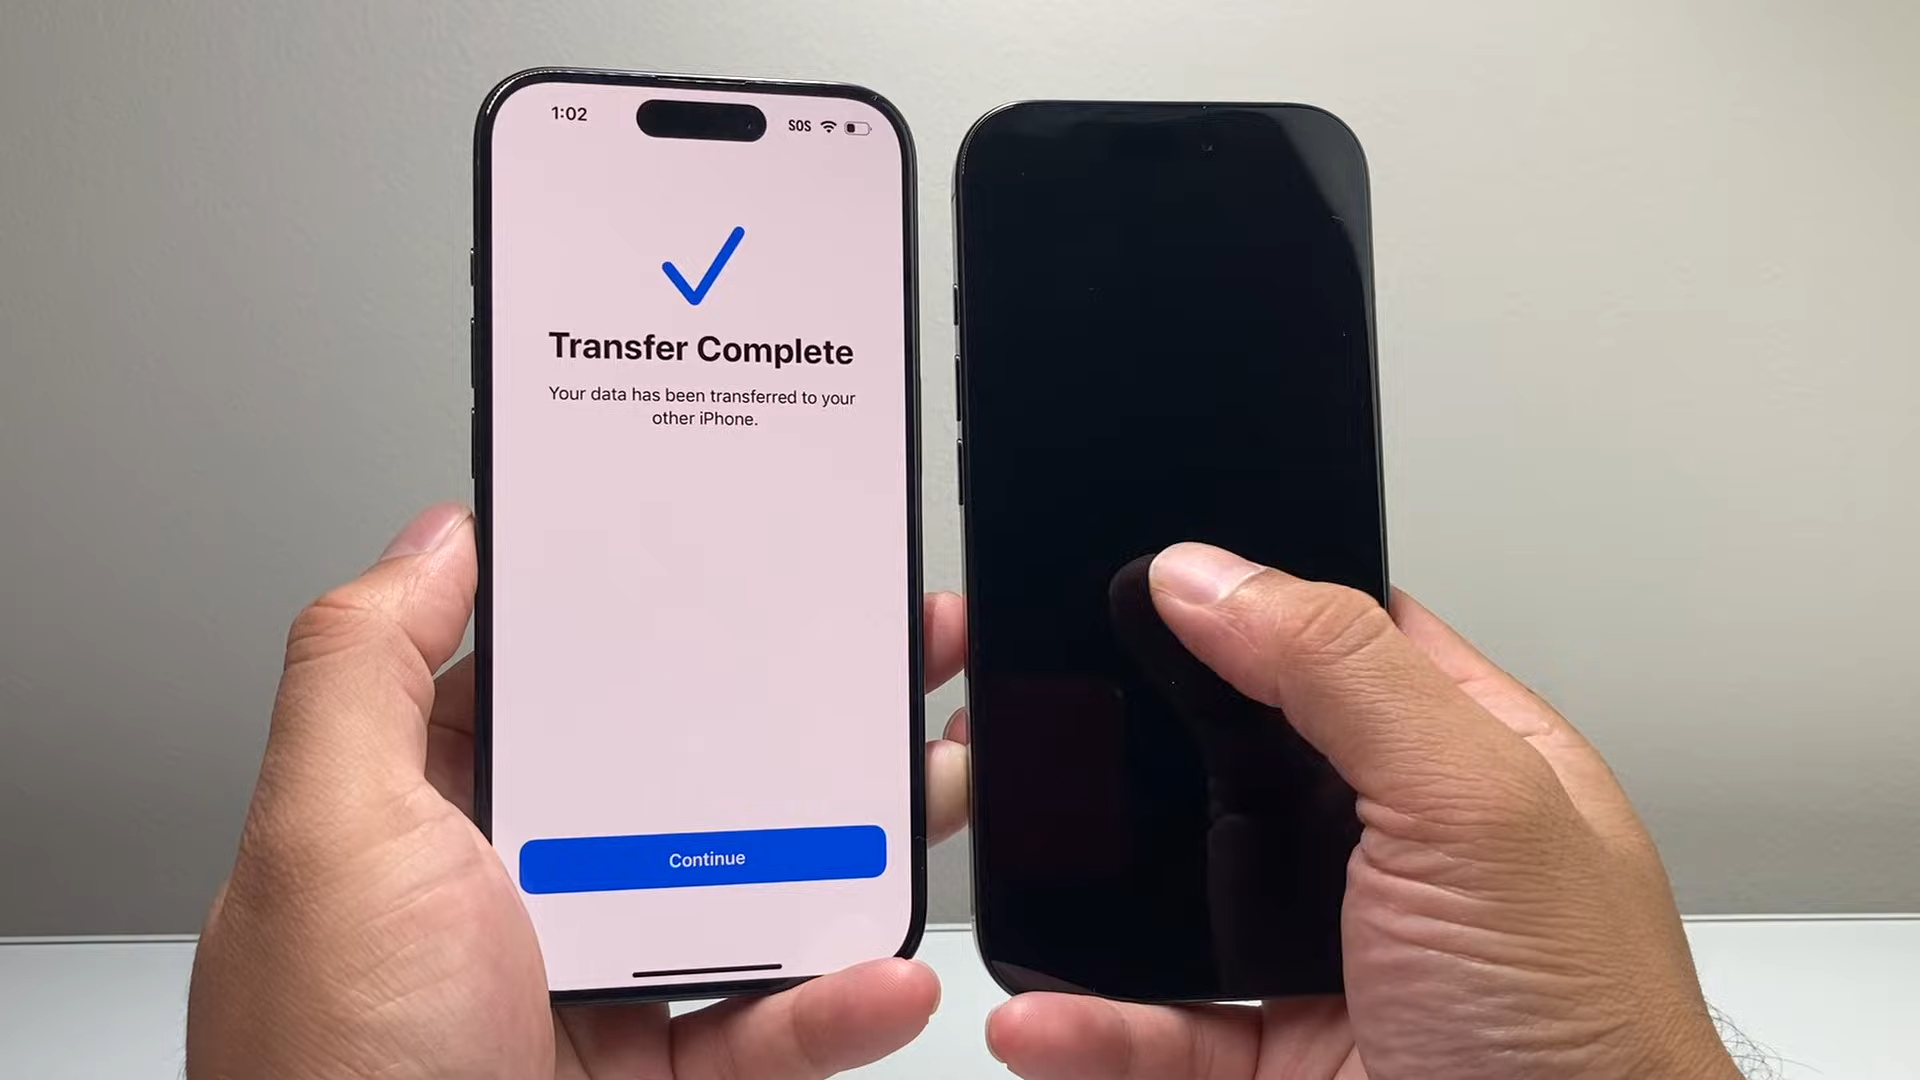 1:02
SOS
Transfer Complete
Your data has been transferred to your
other iPhone.
Continue